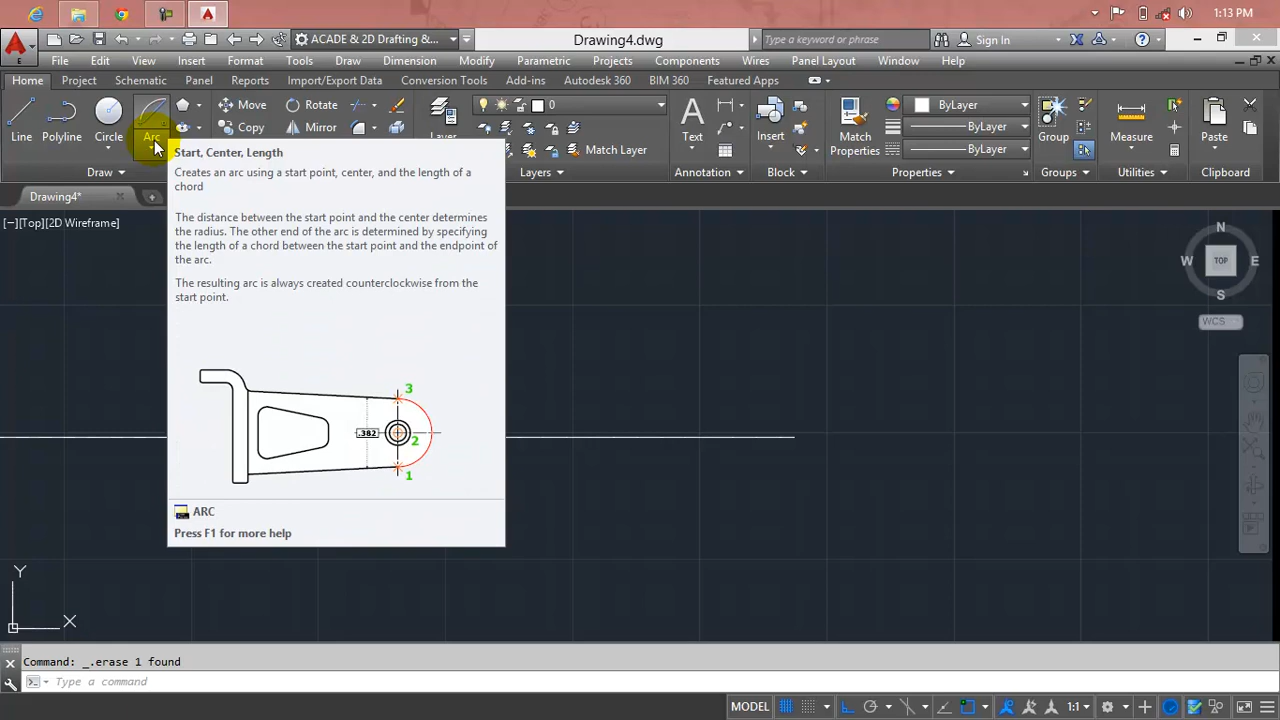 1:13 PM
ACADE & 2D Drafting &...
Drawing4.dwg
Type a keyword or phrase
Sign In
File
Edit
View
Insert
Format
Tools
Draw
Dimension
Modify
Parametric
Projects
Components
Wires
Panel Layout
Window
Help
Home
Project
Schematic
Panel
Reports
Import/Export Data
Conversion Tools
Add-ins
Autodesk 360
BIM 360
Featured Apps
Line
Polyline
Circle
Arc
Move
Rotate
Copy
Mirror
Layer
0
Match Layer
Text
Insert
Match
Properties
ByLayer
ByLayer
ByLayer
Group
Measure
Paste
Draw
Layers
Annotation
Block
Properties
Groups
Utilities
Clipboard
Drawing4*
[−][Top][2D Wireframe]
Start, Center, Length
Creates an arc using a start point, center, and the length of a
chord
The distance between the start point and the center determines
the radius. The other end of the arc is determined by specifying
the length of a chord between the start point and the endpoint of
the arc.
The resulting arc is always created counterclockwise from the
start point.
3
.382
2
1
ARC
Press F1 for more help
N
W
TOP
E
S
WCS
Y
X
Command: _.erase 1 found
Type a command
MODEL
1:1